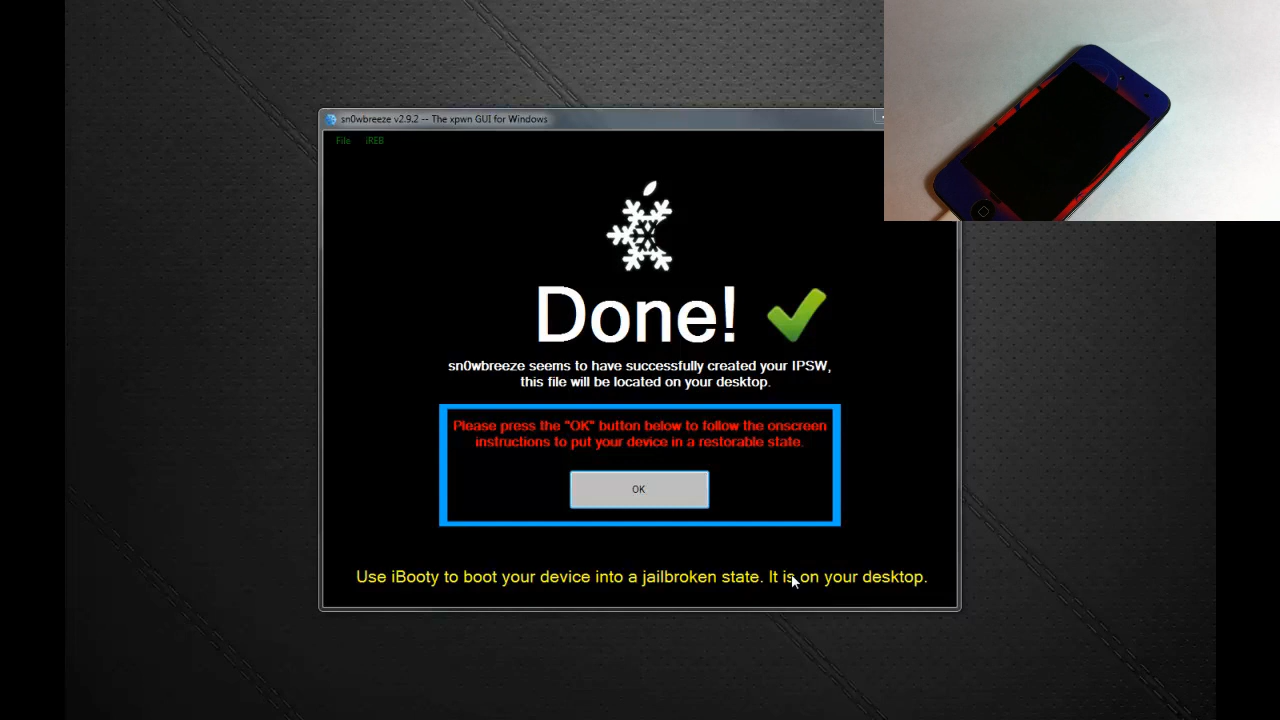 sn0wbreeze v2.9.2 -- The xpwn GUI for Windows
File iREB
Done!
sn0wbreeze seems to have successfully created your IPSW,
this file will be located on your desktop.
Please press the "OK" button below to follow the onscreen
instructions to put your device in a restorable state.
OK
Use iBooty to boot your device into a jailbroken state. It is on your desktop.